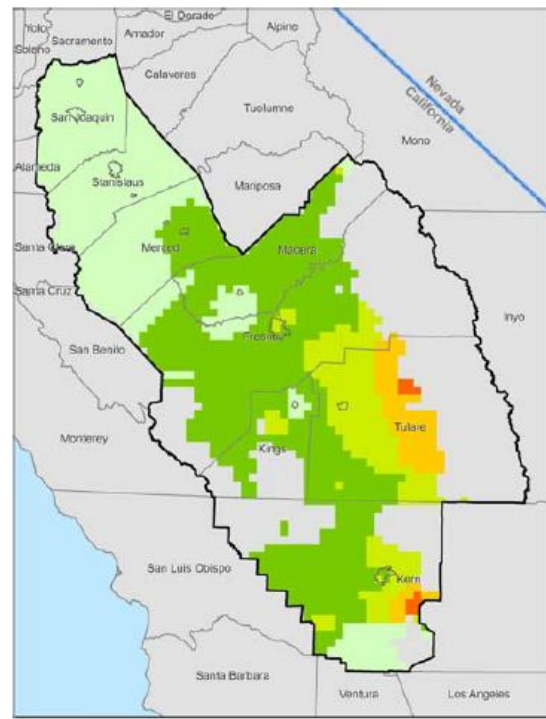 El Dorado
Yolo
Sacramento
Amador
Alpine
Solano
Calaveras
Nevada
California
San Joaquin
Tuolumne
Mono
Alameda
Stanislaus
Mariposa
Merced
Madera
Santa Clara
Santa Cruz
Inyo
Fresno
San Benito
Monterey
Tulare
Kings
San Luis Obispo
Kern
Santa Barbara
Ventura
Los Angeles